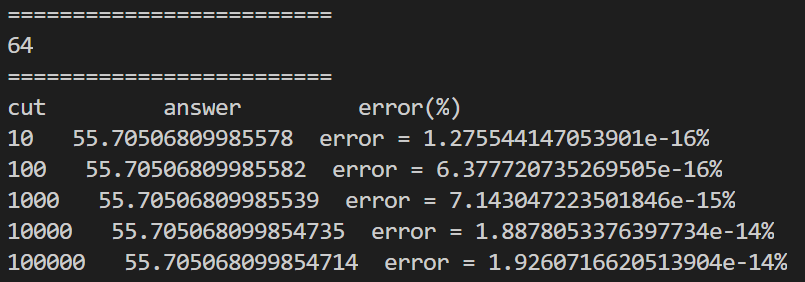 =========================
64
=========================
cut         answer         error(%)
10   55.70506809985578  error = 1.275544147053901e-16%
100   55.70506809985582  error = 6.377720735269505e-16%
1000   55.70506809985539  error = 7.143047223501846e-15%
10000   55.705068099854735  error = 1.8878053376397734e-14%
100000   55.705068099854714  error = 1.9260716620513904e-14%